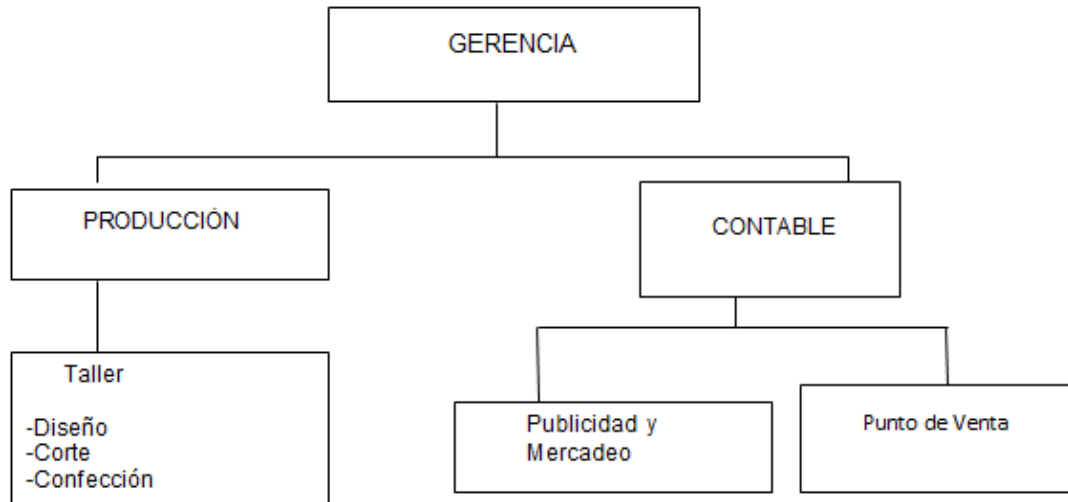 GERENCIA
PRODUCCIÓN
CONTABLE
Taller
-Diseño
-Corte
-Confección
Publicidad y
Mercadeo
Punto de Venta